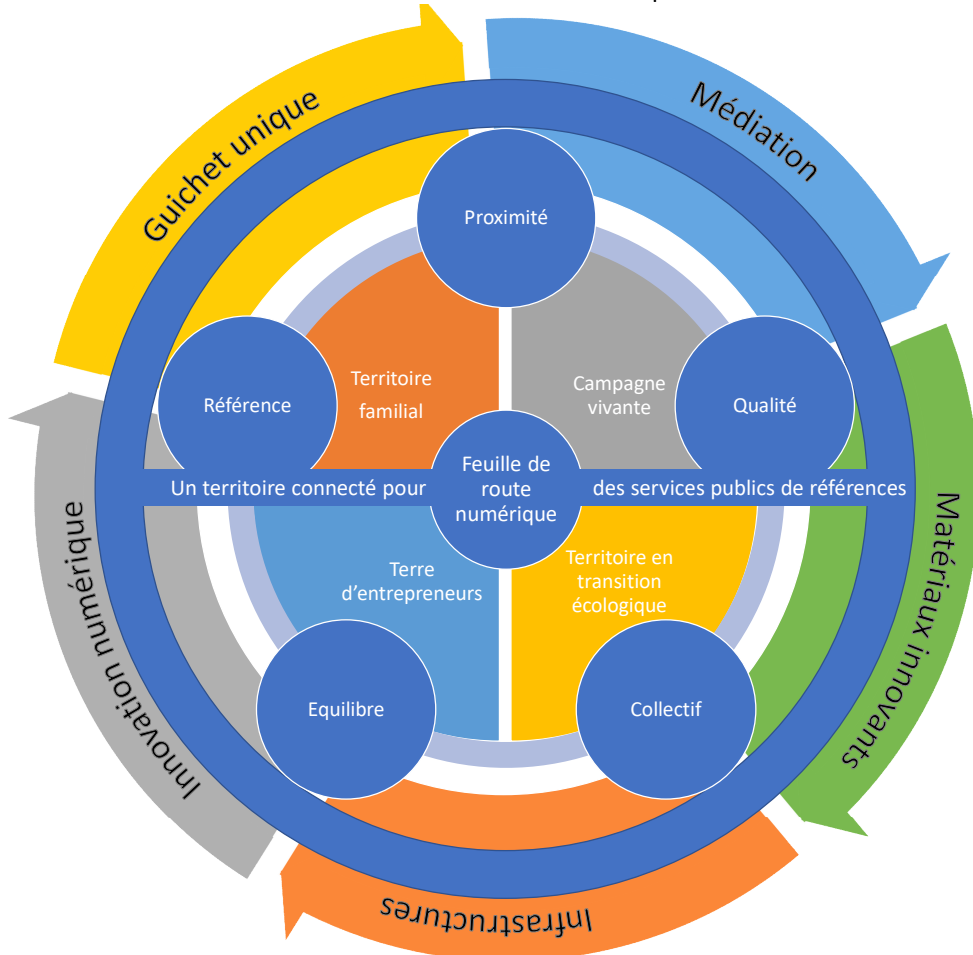 Guichet unique
Médiation
Proximité
Référence
Territoire
familial
Campagne
vivante
Qualité
Un territoire connecté pour
Feuille de
route
numérique
des services publics de références
Innovation numérique
Matériaux innovants
Terre
d'entrepreneurs
Territoire en
transition
écologique
Equilibre
Collectif
Infrastructures